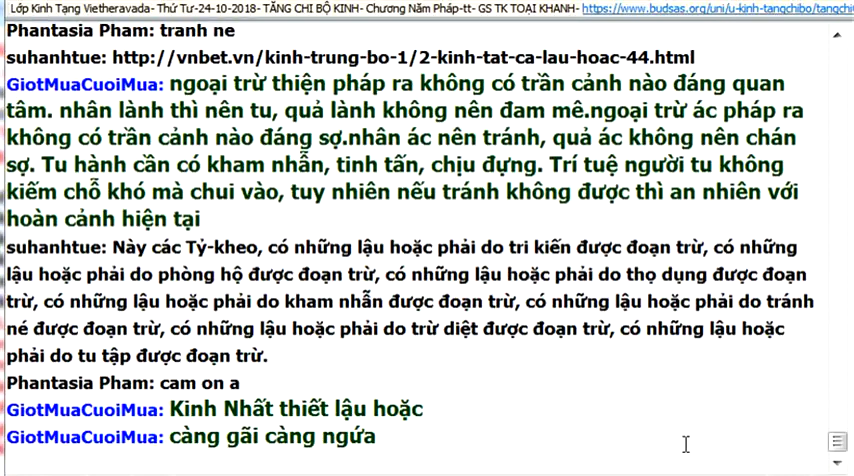 Lớp Kinh Tạng Vietheravada- Thứ Tư-24-10-2018- TĂNG CHI BỘ KINH- Chương Năm Pháp-tt- GS TK TOẠI KHANH- https://www.budsas.org/uni/u-kinh-tangchibo/tangchi
Phantasia Pham: tranh ne
suhanhtue: http://vnbet.vn/kinh-trung-bo-1/2-kinh-tat-ca-lau-hoac-44.html
GiotMuaCuoiMua: ngoại trừ thiện pháp ra không có trần cảnh nào đáng quan
tâm. nhân lành thì nên tu, quả lành không nên đam mê.ngoại trừ ác pháp ra
không có trần cảnh nào đáng sợ.nhân ác nên tránh, quả ác không nên chán
sợ. Tu hành cần có kham nhẫn, tinh tấn, chịu đựng. Trí tuệ người tu không
kiếm chỗ khó mà chui vào, tuy nhiên nếu tránh không được thì an nhiên với
hoàn cảnh hiện tại
suhanhtue: Này các Tỷ-kheo, có những lậu hoặc phải do tri kiến được đoạn trừ, có những
lậu hoặc phải do phòng hộ được đoạn trừ, có những lậu hoặc phải do thọ dụng được đoạn
trừ, có những lậu hoặc phải do kham nhẫn được đoạn trừ, có những lậu hoặc phải do tránh
né được đoạn trừ, có những lậu hoặc phải do trừ diệt được đoạn trừ, có những lậu hoặc
phải do tu tập được đoạn trừ.
Phantasia Pham: cam on a
GiotMuaCuoiMua: Kinh Nhất thiết lậu hoặc
GiotMuaCuoiMua: càng gãi càng ngứa